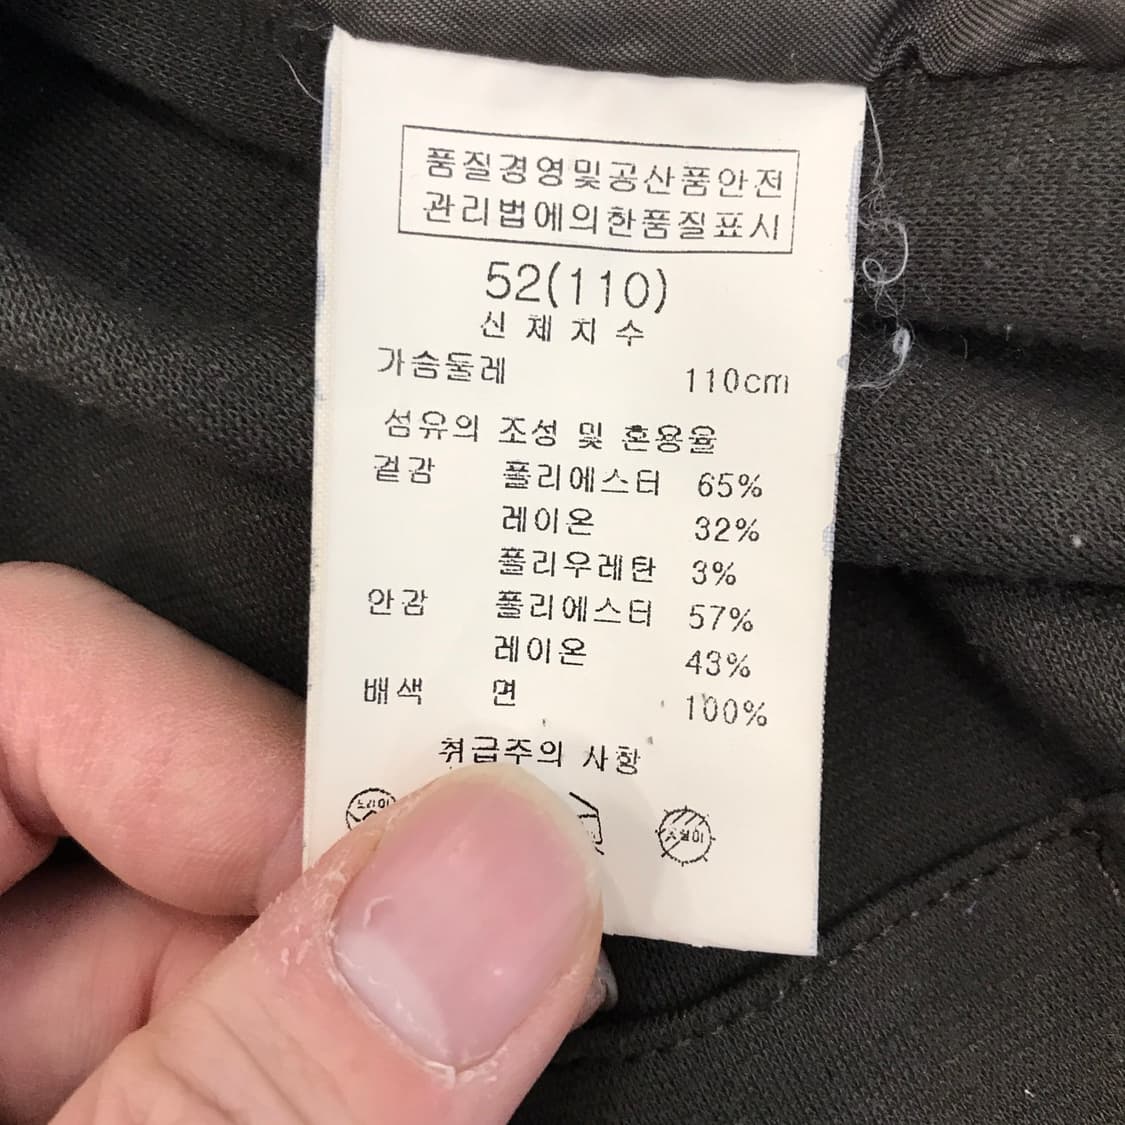 품질경영및공산품안전
관리법에의한품질표시
52(110)
신체치수
가슴둘레 110cm
섬유의 조성 및 혼용율
겉감 폴리에스터 65%
레이온 32%
폴리우레탄 3%
안감 폴리에스터 57%
레이온 43%
배색 면 100%
취급주의 사항